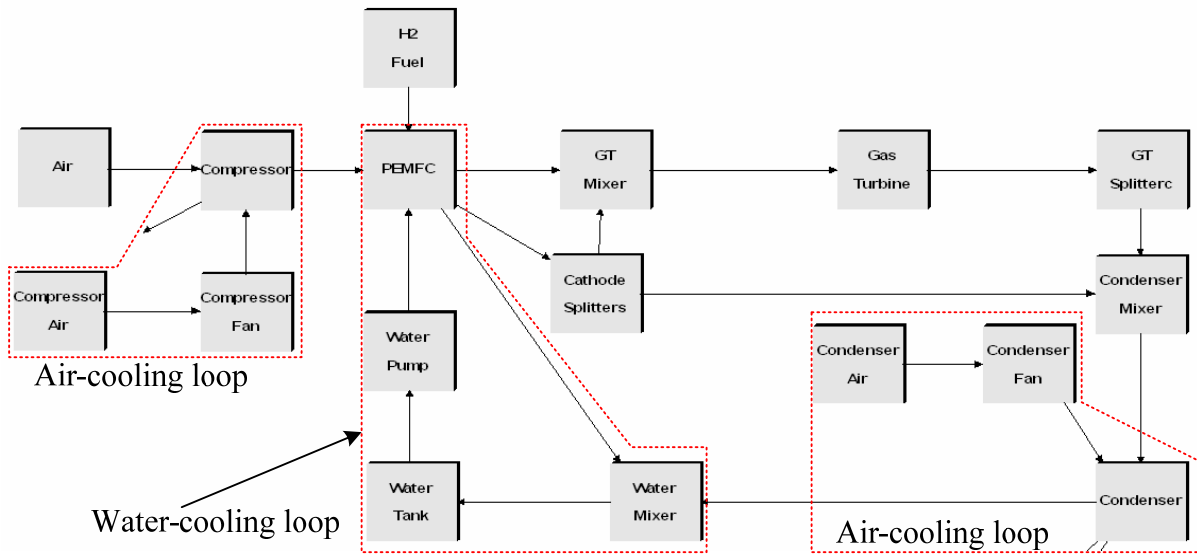 H2
Fuel
Air
Compressor
PEMFC
GT
Mixer
Gas
Turbine
GT
Splitterc
Compressor
Air
Compressor
Fan
Cathode
Splitters
Condenser
Mixer
Air-cooling loop
Water
Pump
Condenser
Air
Condenser
Fan
Water
Tank
Water
Mixer
Condenser
Water-cooling loop
Air-cooling loop